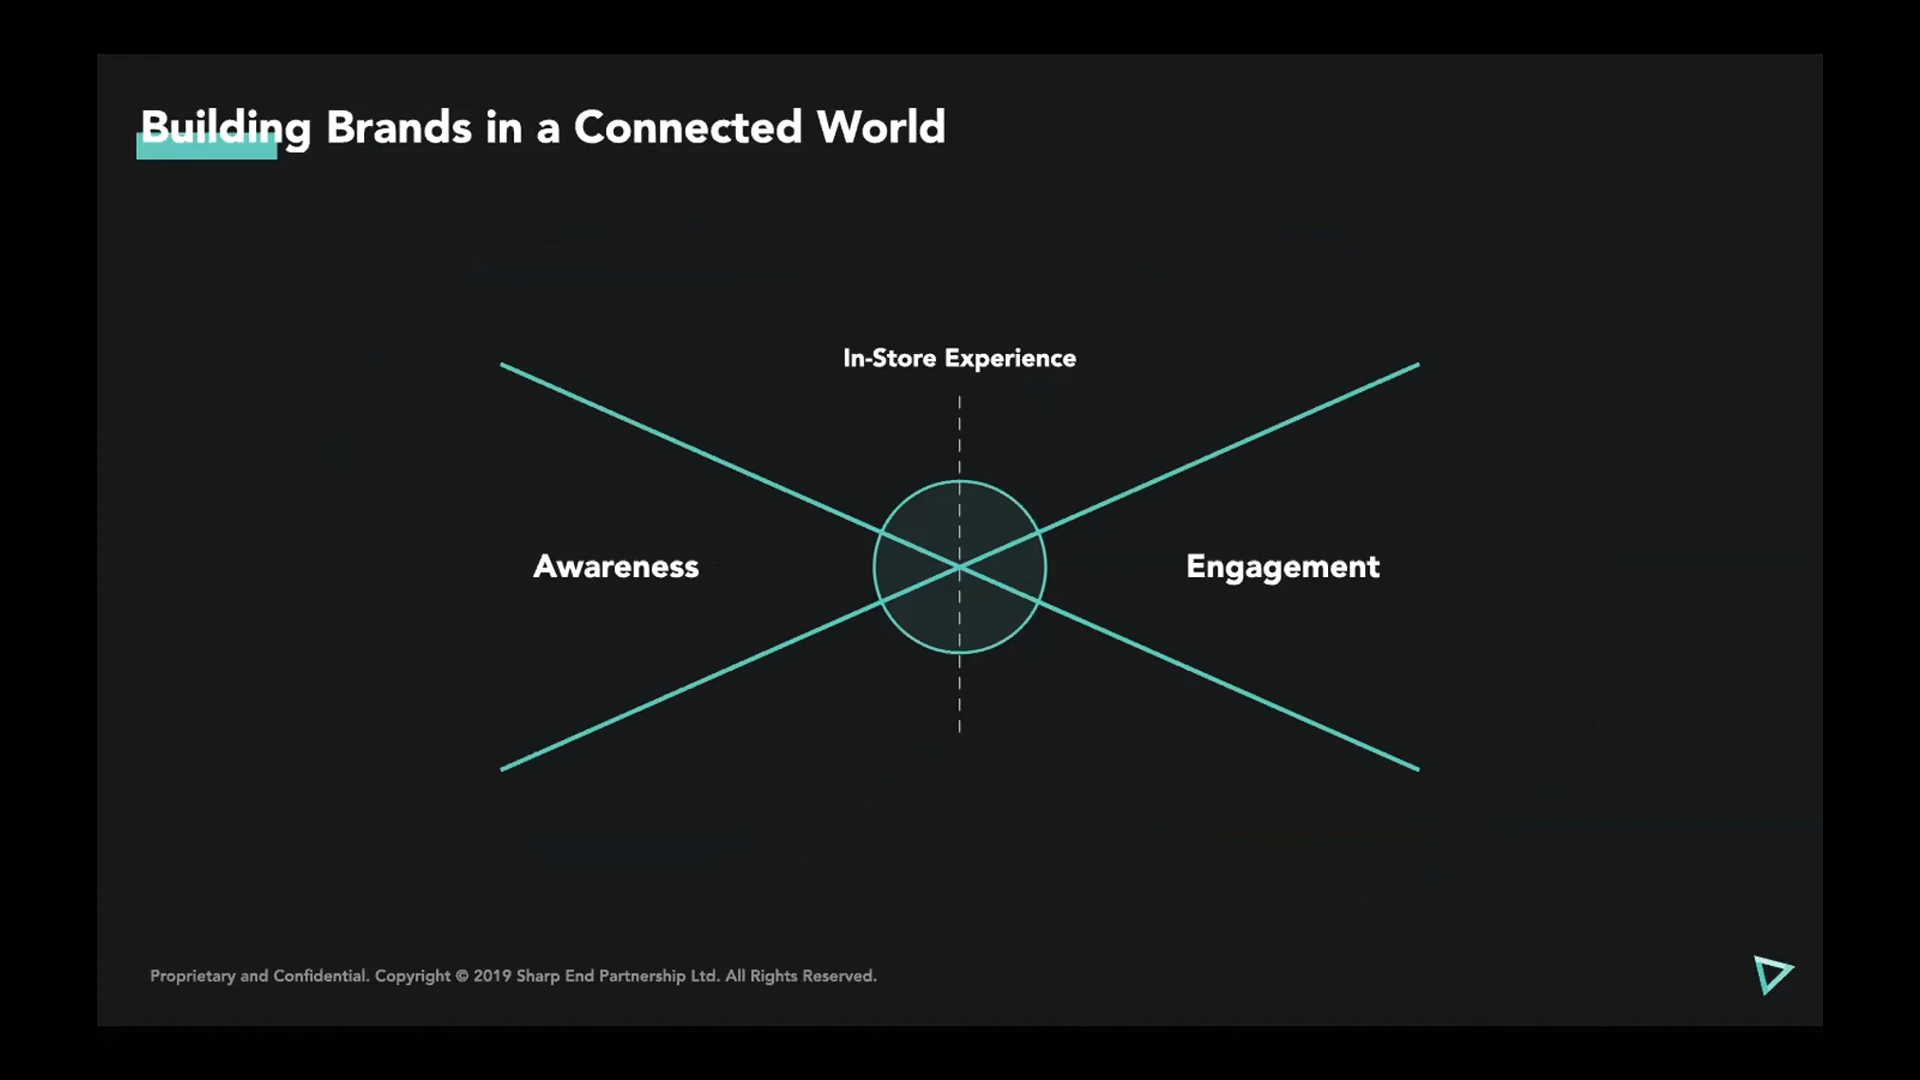 Building Brands in a Connected World
In-Store Experience
Awareness
Engagement
Proprietary and Confidential. Copyright © 2019 Sharp End Partnership Ltd. All Rights Reserved.